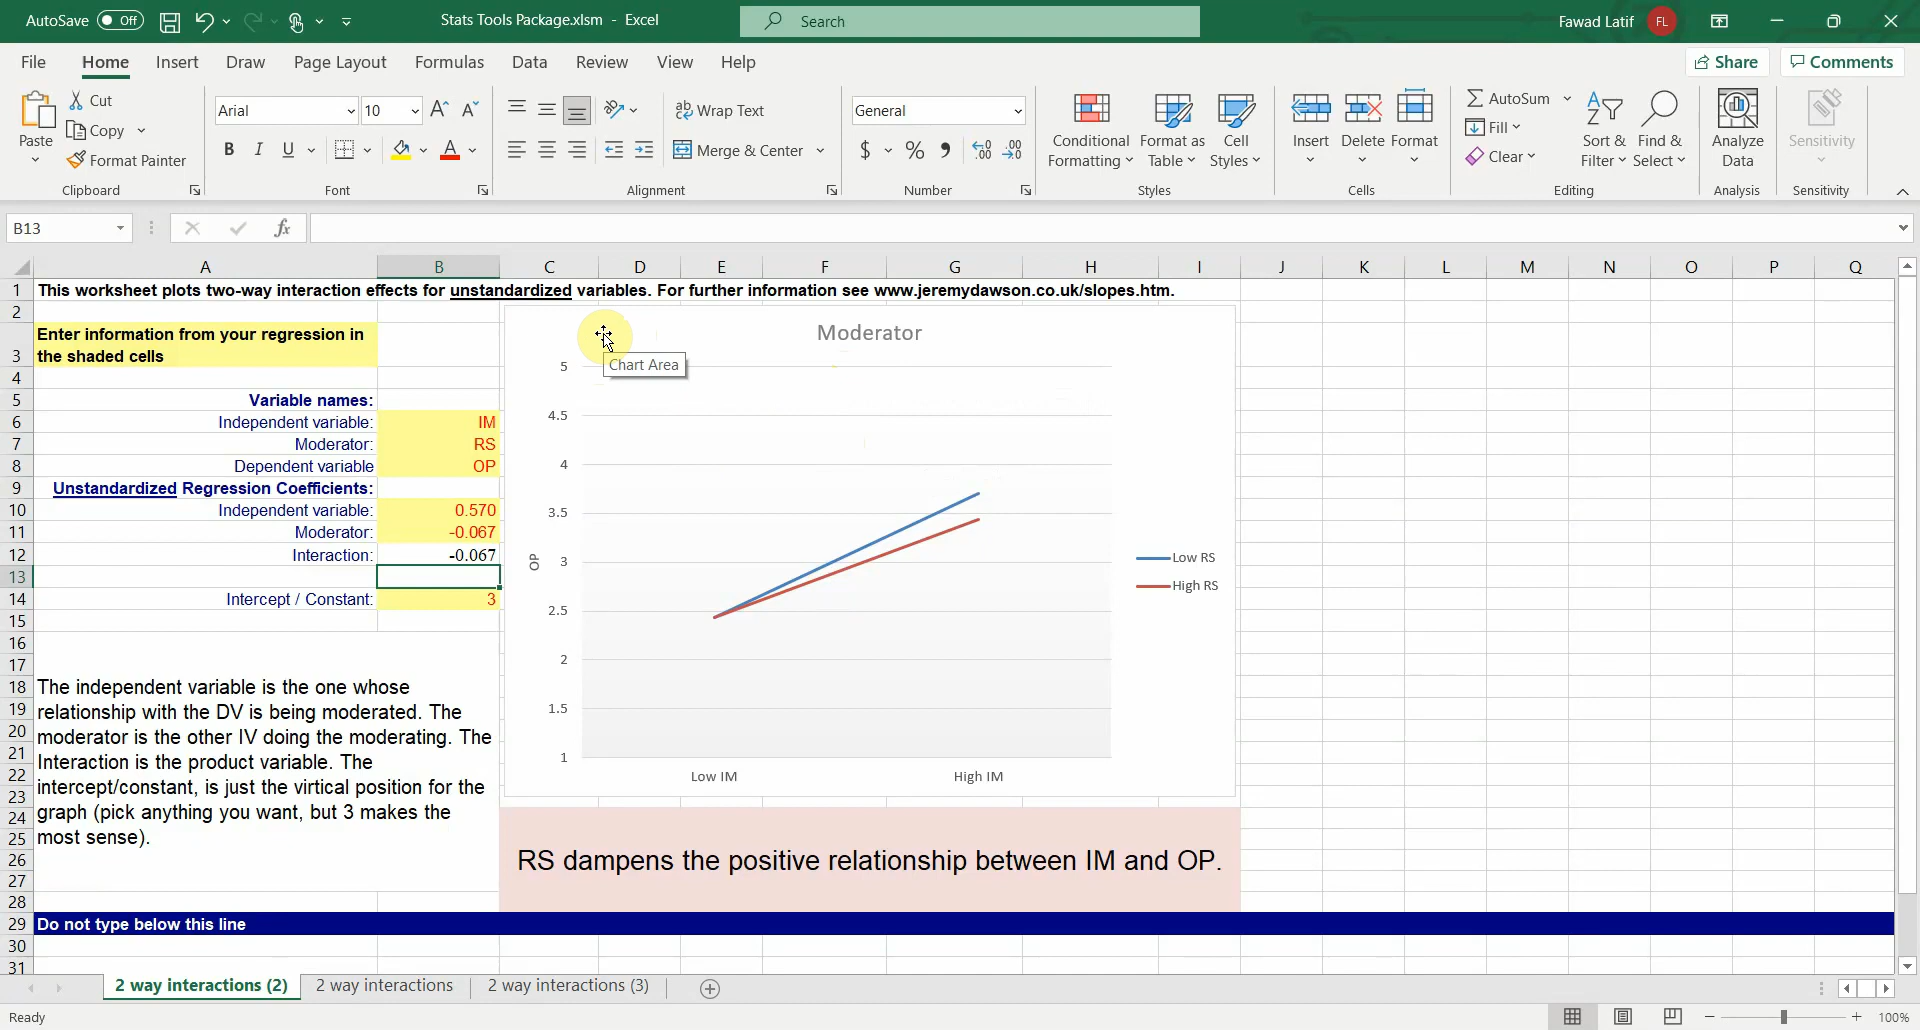 AutoSave Off Stats Tools Package.xlsm - Excel Search Fawad Latif FL
File Home Insert Draw Page Layout Formulas Data Review View Help Share Comments
Paste Cut Copy Format Painter Clipboard
Arial 10 B I U A Font
ab Wrap Text Merge & Center Alignment
General $ % Number
Conditional Formatting Format as Table Cell Styles Styles
Insert Delete Format Cells
AutoSum Fill Clear Sort & Filter Find & Select Editing
Analyze Data Analysis
Sensitivity Sensitivity
B13 fx
A B C D E F G H I J K L M N O P Q
1 This worksheet plots two-way interaction effects for unstandardized variables. For further information see www.jeremydawson.co.uk/slopes.htm.
2
Enter information from your regression in
3 the shaded cells
4
5 Variable names:
6 Independent variable: IM
7 Moderator: RS
8 Dependent variable OP
9 Unstandardized Regression Coefficients:
10 Independent variable: 0.570
11 Moderator: -0.067
12 Interaction: -0.067
13
14 Intercept / Constant: 3
15
16
17
18 The independent variable is the one whose
19 relationship with the DV is being moderated. The
20 moderator is the other IV doing the moderating. The
21 Interaction is the product variable. The
22 intercept/constant, is just the virtical position for the
23
24 graph (pick anything you want, but 3 makes the
25 most sense).
26
27
28
29 Do not type below this line
30
31
Moderator
Chart Area
5
4.5
4
3.5
3
2.5
2
1.5
1
OP
Low IM High IM
Low RS
High RS
RS dampens the positive relationship between IM and OP.
2 way interactions (2) 2 way interactions 2 way interactions (3)
Ready 100%